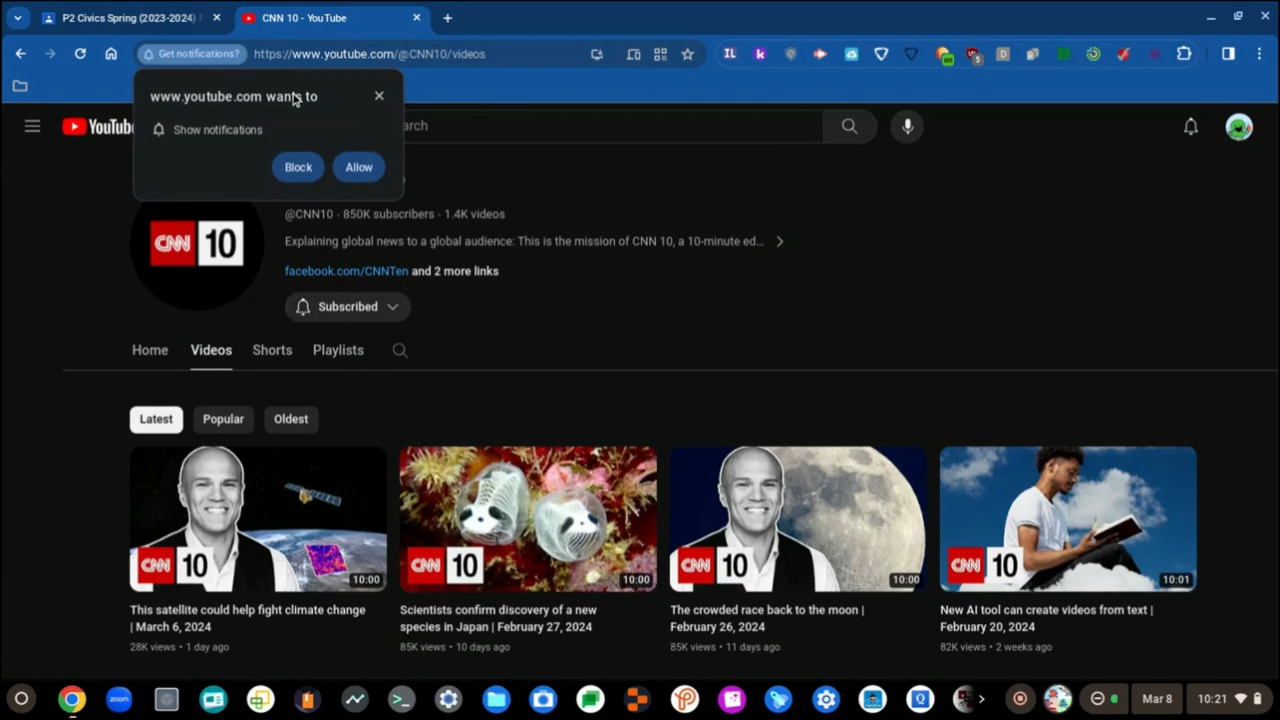 P2 Civics Spring (2023-2024)
CNN 10 - YouTube
Get notifications?
https://www.youtube.com/@CNN10/videos
www.youtube.com wants to
Show notifications
Block
Allow
YouTube
arch
@CNN10 · 850K subscribers · 1.4K videos
Explaining global news to a global audience: This is the mission of CNN 10, a 10-minute ed...
facebook.com/CNNTen and 2 more links
CNN 10
Subscribed
Home
Videos
Shorts
Playlists
Latest
Popular
Oldest
CNN 10
10:00
CNN 10
10:00
CNN 10
10:00
CNN 10
10:01
This satellite could help fight climate change
| March 6, 2024
28K views • 1 day ago
Scientists confirm discovery of a new
species in Japan | February 27, 2024
85K views • 10 days ago
The crowded race back to the moon |
February 26, 2024
85K views • 11 days ago
New AI tool can create videos from text |
February 20, 2024
82K views • 2 weeks ago
zoom
Mar 8
10:21